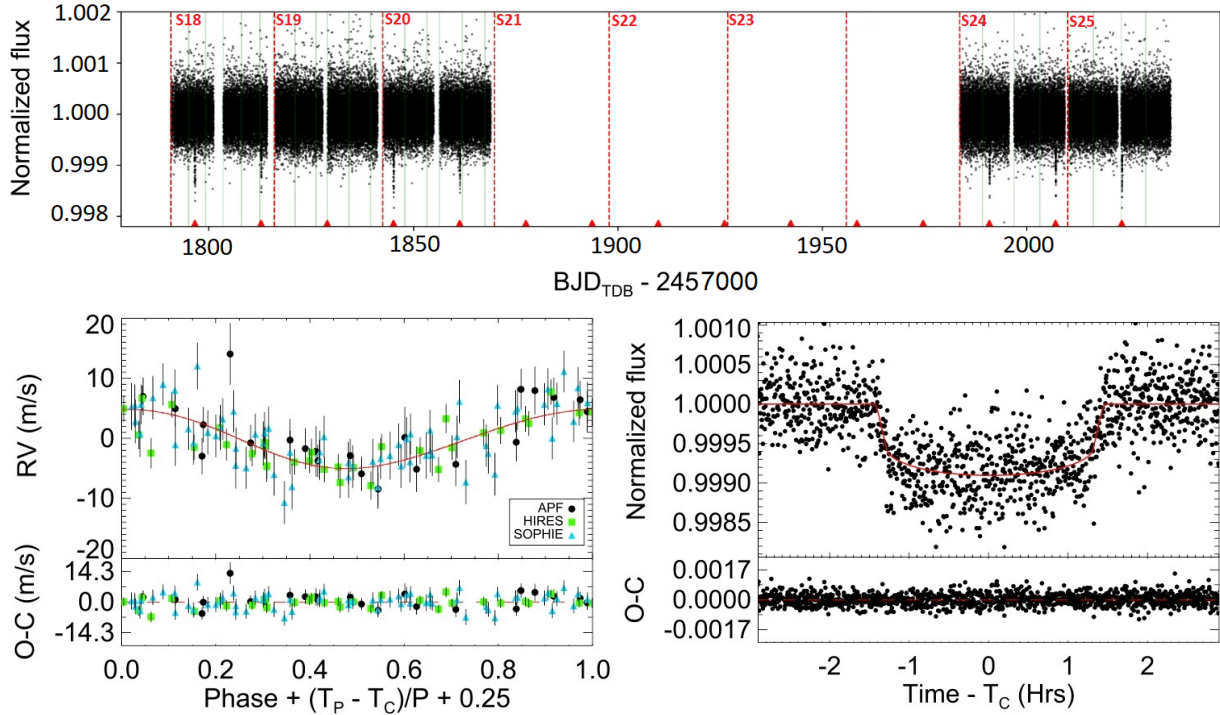 S18 S19 S20 S21 S22 S23 S24 S25
1.002
1.001
1.000
0.999
0.998
Normalized flux
1800 1850 1900 1950 2000
BJD_TDB - 2457000
20
10
0
-10
-20
RV (m/s)
APF
HIRES
SOPHIE
14.3
0.0
-14.3
O-C (m/s)
0.0 0.2 0.4 0.6 0.8 1.0
Phase + (T_P - T_C)/P + 0.25
1.0010
1.0005
1.0000
0.9995
0.9990
0.9985
Normalized flux
0.0017
0.0000
-0.0017
O-C
-2 -1 0 1 2
Time - T_C (Hrs)